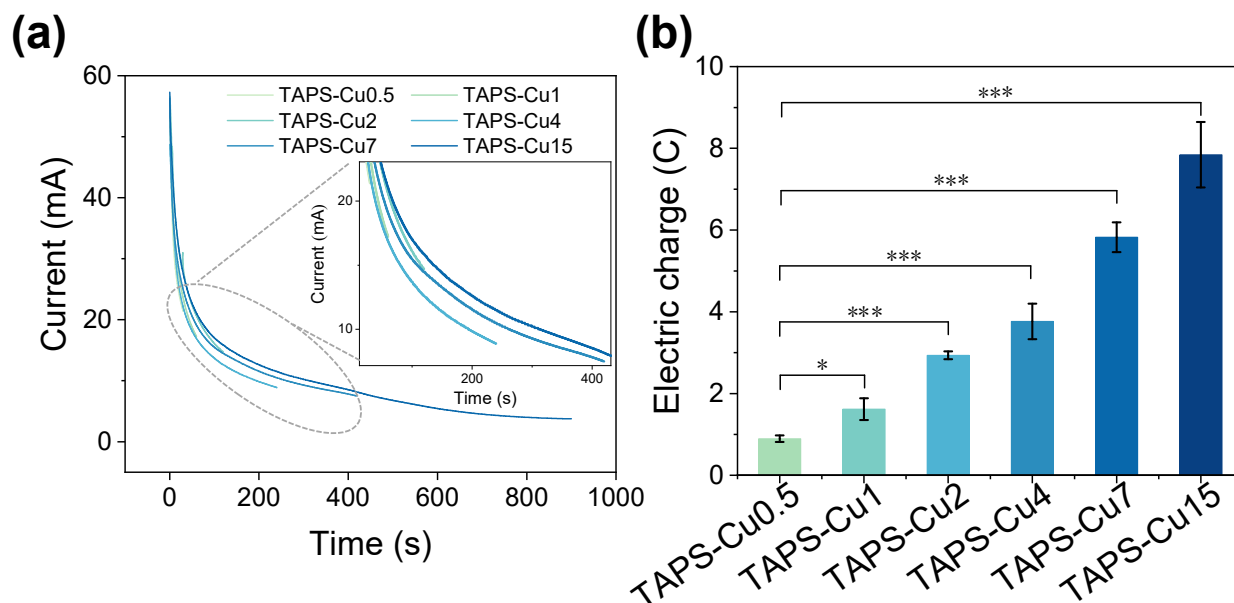 (a)
Current (mA)
60
40
20
0
TAPS-Cu0.5 TAPS-Cu1
TAPS-Cu2 TAPS-Cu4
TAPS-Cu7 TAPS-Cu15
Current (mA)
20
10
200 400
Time (s)
0 200 400 600 800 1000
Time (s)
(b)
Electric charge (C)
10
8
6
4
2
0
***
***
***
***
*
TAPS-Cu0.5
TAPS-Cu1
TAPS-Cu2
TAPS-Cu4
TAPS-Cu7
TAPS-Cu15